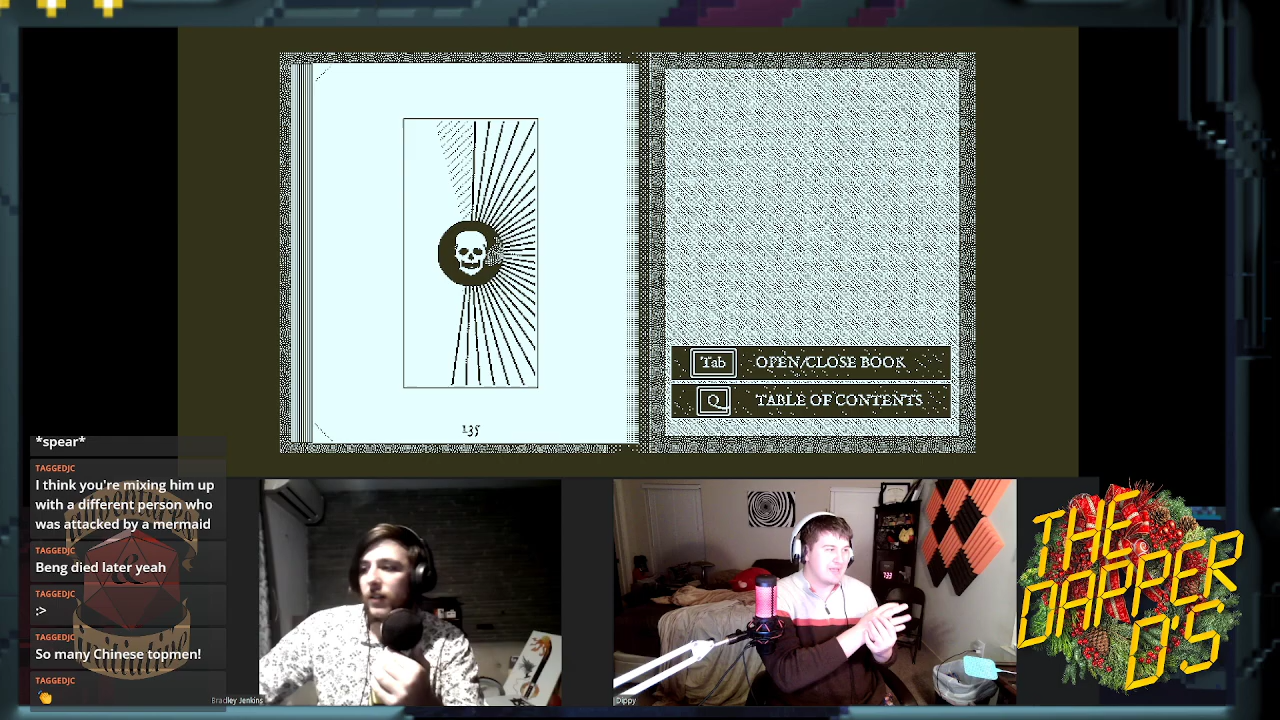 135
Tab OPEN/CLOSE BOOK
Q TABLE OF CONTENTS
*spear*
TAGGEDJC
I think you're mixing him up
with a different person who
was attacked by a mermaid
TAGGEDJC
Beng died later yeah
TAGGEDJC
:>
TAGGEDJC
So many Chinese topmen!
TAGGEDJC
Bradley Jenkins
Dippy
THE
DAPPER
D'S